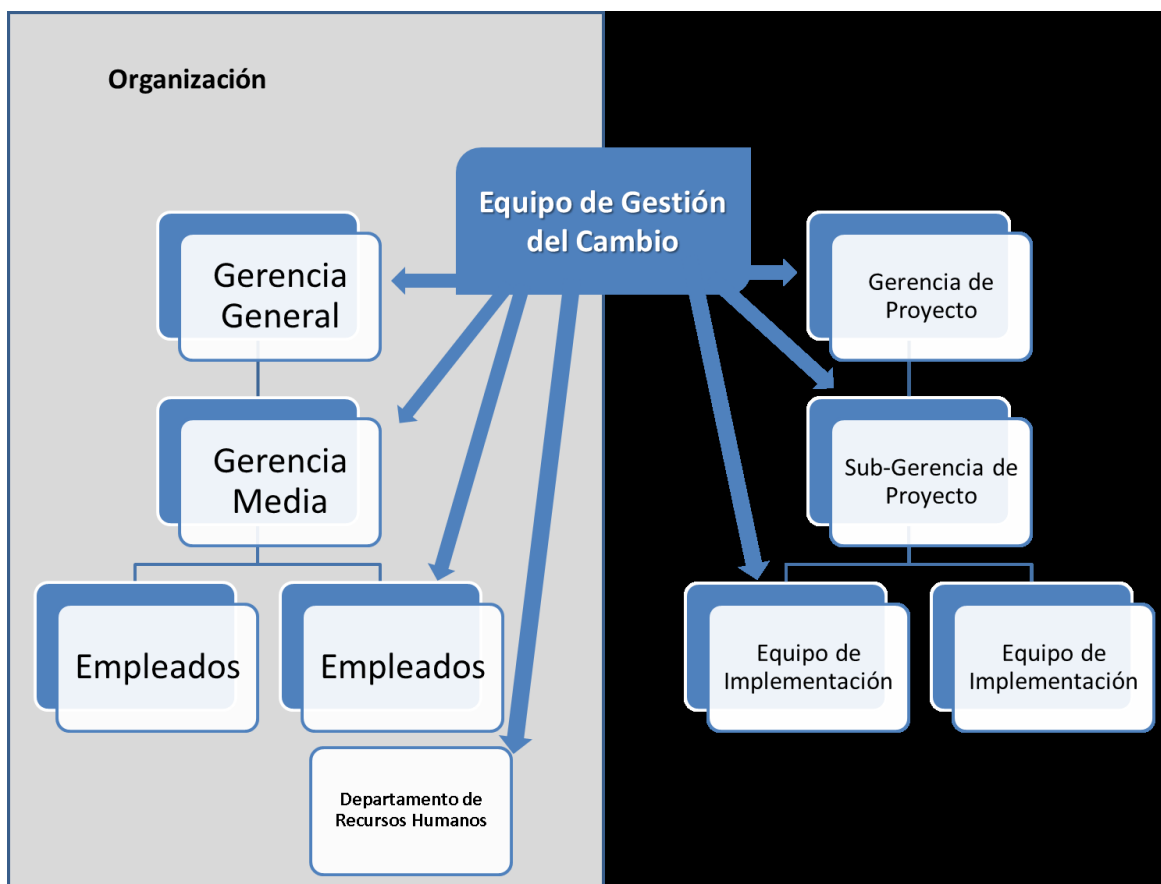 Organización
Equipo de Gestión
del Cambio
Gerencia
General
Gerencia de
Proyecto
Gerencia
Media
Sub-Gerencia de
Proyecto
Empleados
Empleados
Equipo de
Implementación
Equipo de
Implementación
Departamento de
Recursos Humanos